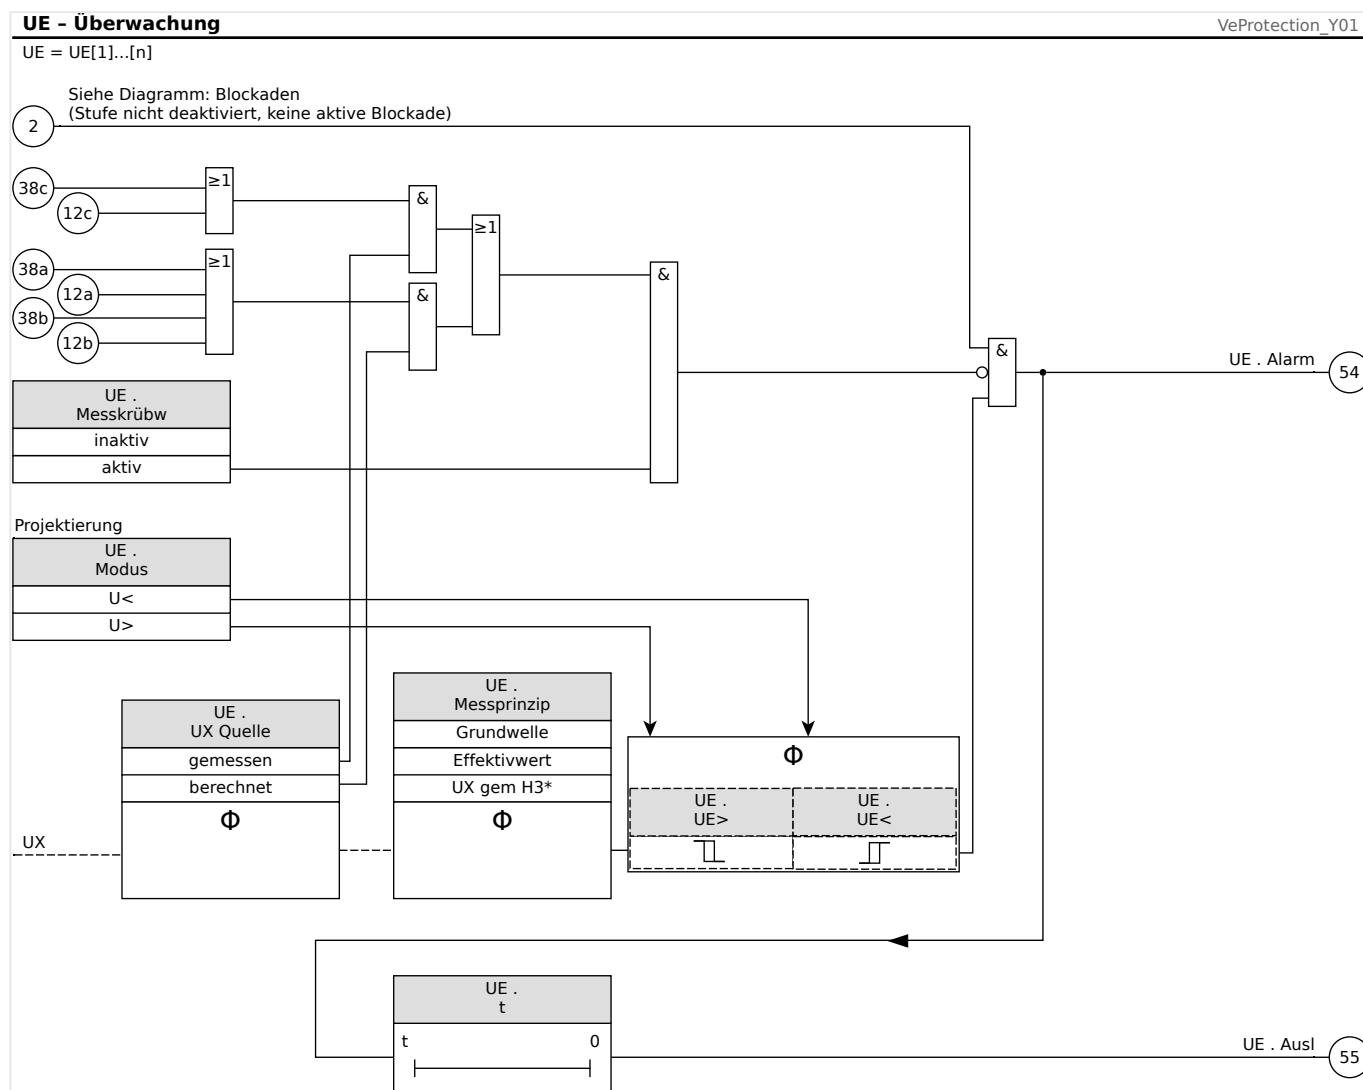 UE – Überwachung
VeProtection_Y01
UE = UE[1]...[n]
Siehe Diagramm: Blockaden
(Stufe nicht deaktiviert, keine aktive Blockade)
2
38c
12c
≥1
&
≥1
38a
12a
38b
12b
≥1
&
&
&
UE . Alarm
54
UE .
Messkrübw
inaktiv
aktiv
Projektierung
UE .
Modus
U<
U>
UE .
UX Quelle
gemessen
berechnet
Φ
UX
UE .
Messprinzip
Grundwelle
Effektivwert
UX gem H3*
Φ
Φ
UE .
UE>
UE .
UE<
UE .
t
t
0
UE . Ausl
55